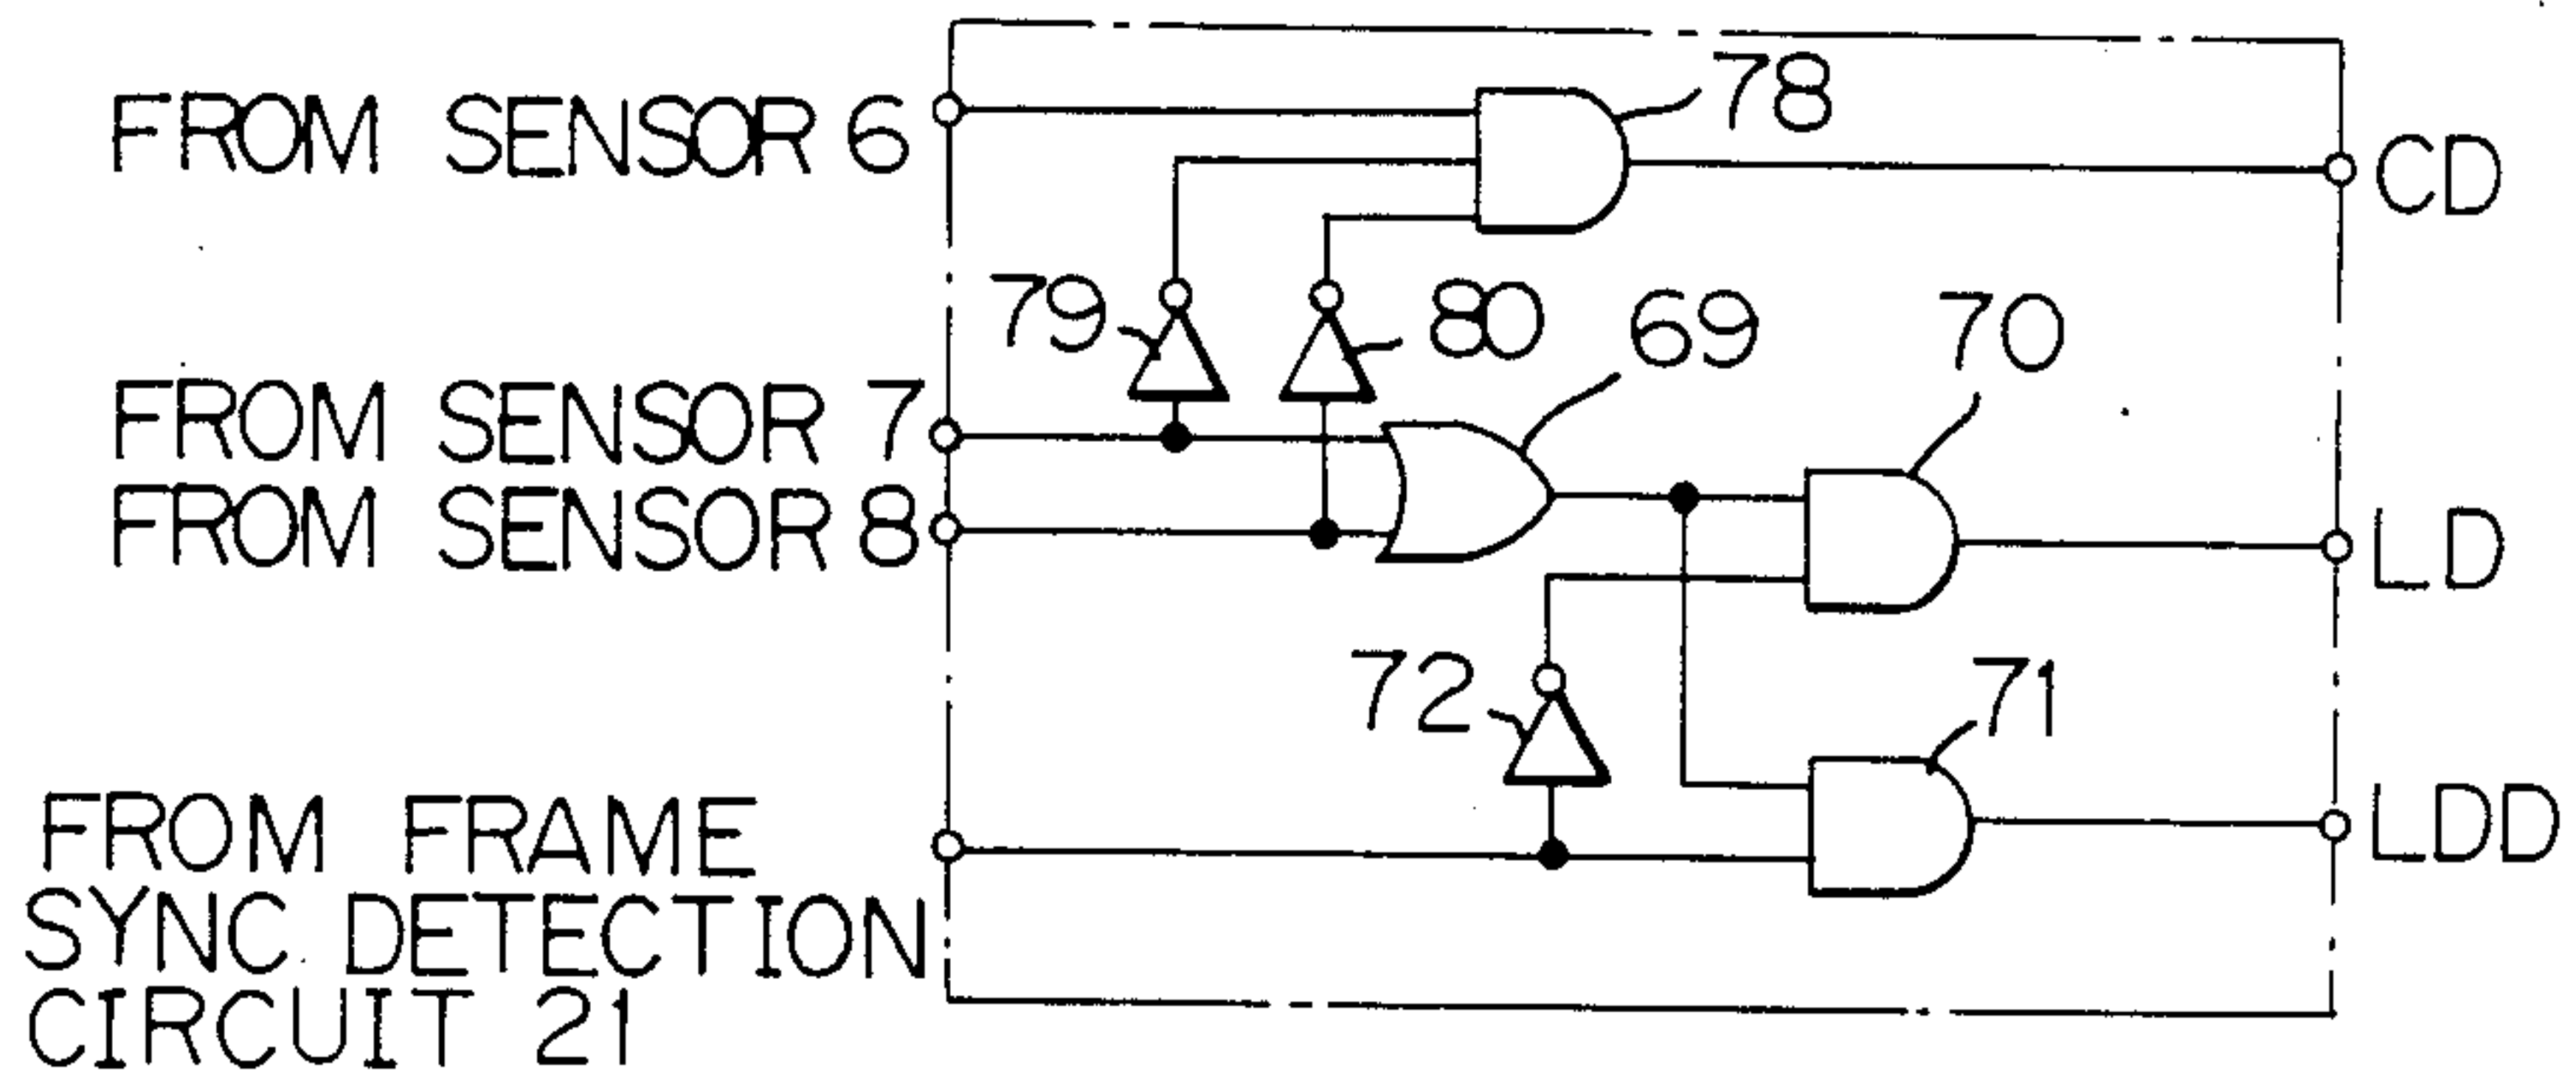 FROM SENSOR 6
78
CD
79
80
69
70
FROM SENSOR 7
FROM SENSOR 8
LD
72
71
LDD
FROM FRAME
SYNC DETECTION
CIRCUIT 21